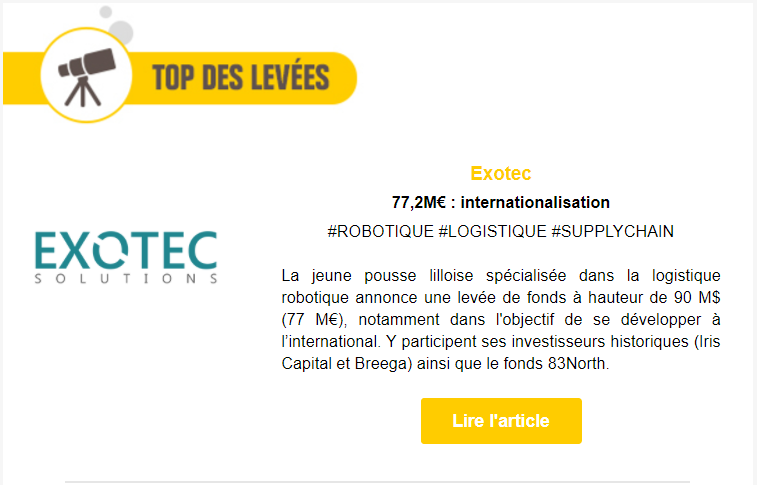 TOP DES LEVÉES
Exotec
77,2M€ : internationalisation
#ROBOTIQUE #LOGISTIQUE #SUPPLYCHAIN
EXOTEC
SOLUTIONS
La jeune pousse lilloise spécialisée dans la logistique
robotique annonce une levée de fonds à hauteur de 90 M$
(77 M€), notamment dans l'objectif de se développer à
l’international. Y participent ses investisseurs historiques (Iris
Capital et Breega) ainsi que le fonds 83North.
Lire l'article